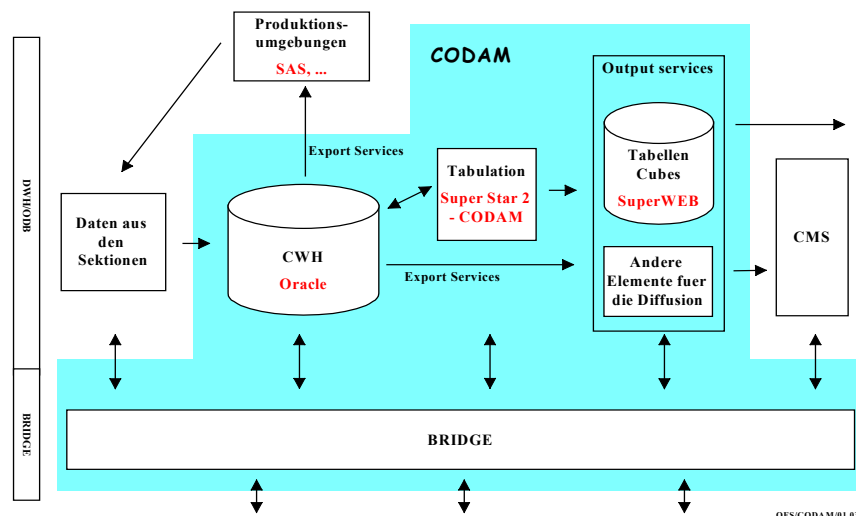 Produktions-
umgebungen
SAS, ...
CODAM
Output services
Export Services
Tabulation
Super Star 2
- CODAM
Tabellen
Cubes
SuperWEB
DWH/ODB
Daten aus
den
Sektionen
CWH
Oracle
Export Services
Andere
Elemente fuer
die Diffusion
CMS
BRIDGE
BRIDGE